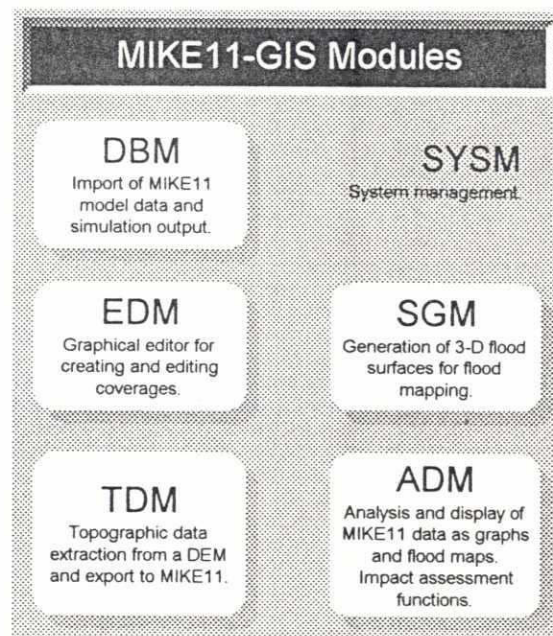 MIKE11-GIS Modules
DBM
Import of MIKE11
model data and
simulation output.
SYSM
System management.
EDM
Graphical editor for
creating and editing
coverages.
SGM
Generation of 3-D flood
surfaces for flood
mapping.
TDM
Topographic data
extraction from a DEM
and export to MIKE11.
ADM
Analysis and display of
MIKE11 data as graphs
and flood maps.
Impact assessment
functions.